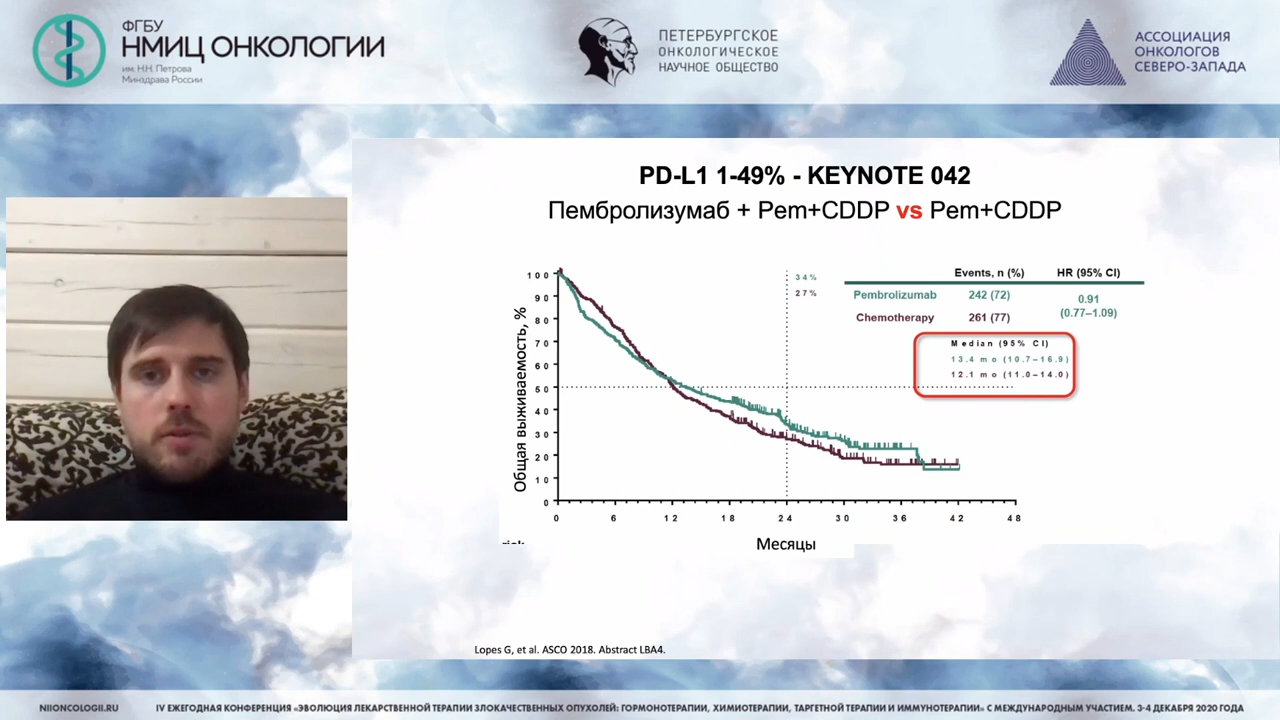 ФГБУ
НМИЦ ОНКОЛОГИИ
им. Н.Н. Петрова
Минздрава России
ПЕТЕРБУРГСКОЕ
ОНКОЛОГИЧЕСКОЕ
НАУЧНОЕ ОБЩЕСТВО
АССОЦИАЦИЯ
ОНКОЛОГОВ
СЕВЕРО-ЗАПАДА
PD-L1 1-49% - KEYNOTE 042
Пембролизумаб + Pem+CDDP vs Pem+CDDP
Events, n (%) HR (95% CI)
Pembrolizumab 242 (72) 0.91
(0.77–1.09)
Chemotherapy 261 (77)
Median (95% CI)
13.4 mo (10.7–16.9)
12.1 mo (11.0–14.0)
34%
27%
Общая выживаемость, %
100
90
80
70
60
50
40
30
20
10
0
0 6 12 18 24 30 36 42 48
Месяцы
Lopes G, et al. ASCO 2018. Abstract LBA4.
NIIONCOLOGII.RU IV ЕЖЕГОДНАЯ КОНФЕРЕНЦИЯ «ЭВОЛЮЦИЯ ЛЕКАРСТВЕННОЙ ТЕРАПИИ ЗЛОКАЧЕСТВЕННЫХ ОПУХОЛЕЙ: ГОРМОНОТЕРАПИИ, ХИМИОТЕРАПИИ, ТАРГЕТНОЙ ТЕРАПИИ И ИММУНОТЕРАПИИ» С МЕЖДУНАРОДНЫМ УЧАСТИЕМ. 3-4 ДЕКАБРЯ 2020 ГОДА